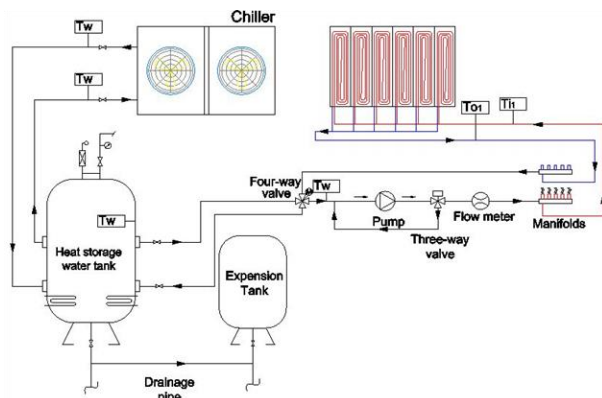 Chiller
Tw
Tw
To1
Ti1
Four-way
valve
Tw
Tw
Heat storage
water tank
Expension
Tank
Pump
Three-way
valve
Flow meter
Manifolds
Drainage
pipe